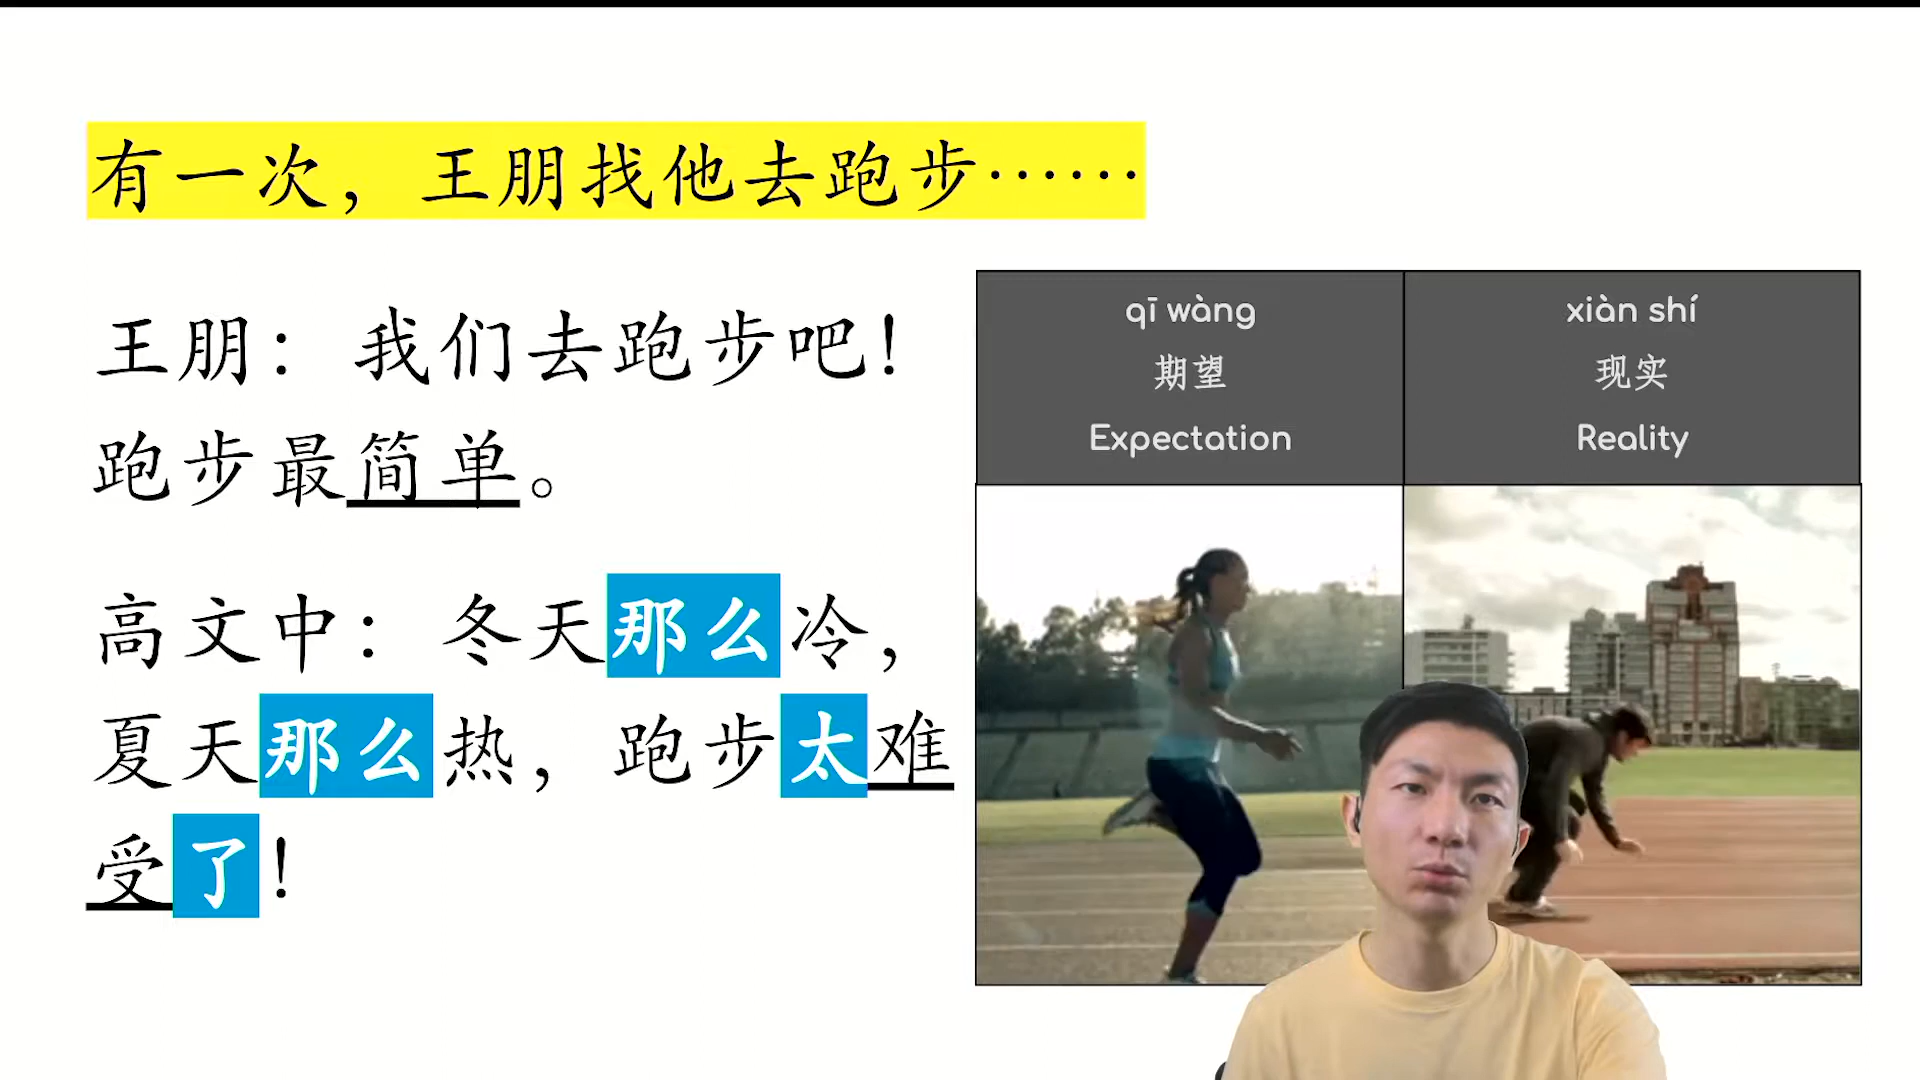 有一次，王朋找他去跑步……
王朋：我们去跑步吧！
跑步最简单。
高文中：冬天那么冷，
夏天那么热，跑步太难
受了！
qī wàng
期望
Expectation
xiàn shí
现实
Reality